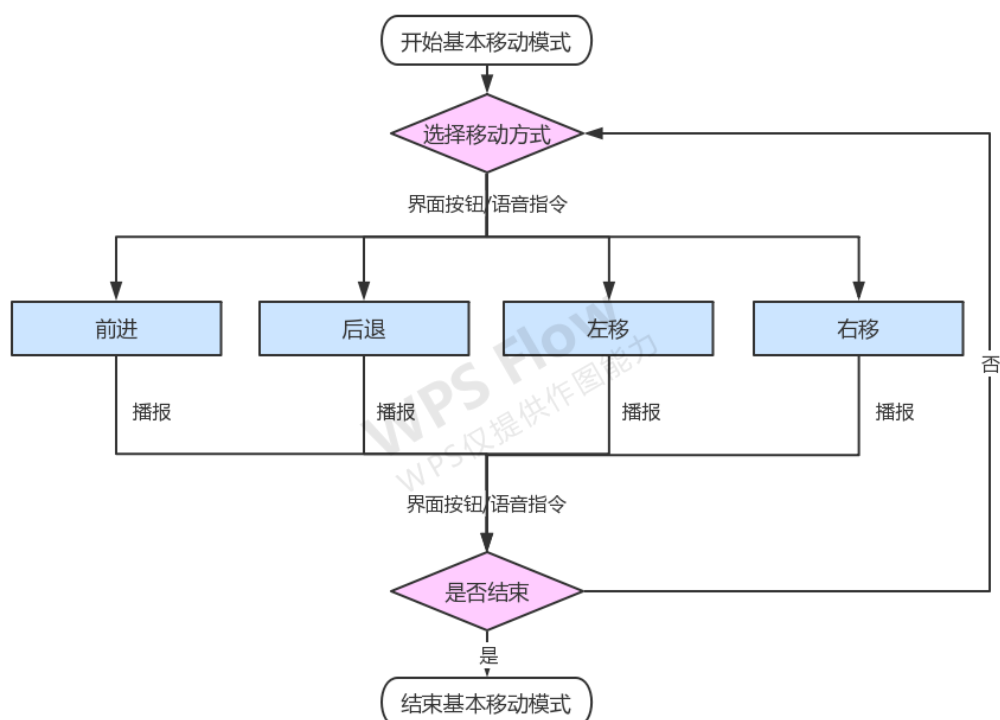 开始基本移动模式
选择移动方式
界面按钮/语音指令
前进
后退
左移
右移
否
播报
播报
播报
播报
WPS Flow
WPS仅提供作图能力
界面按钮/语音指令
是否结束
是
结束基本移动模式